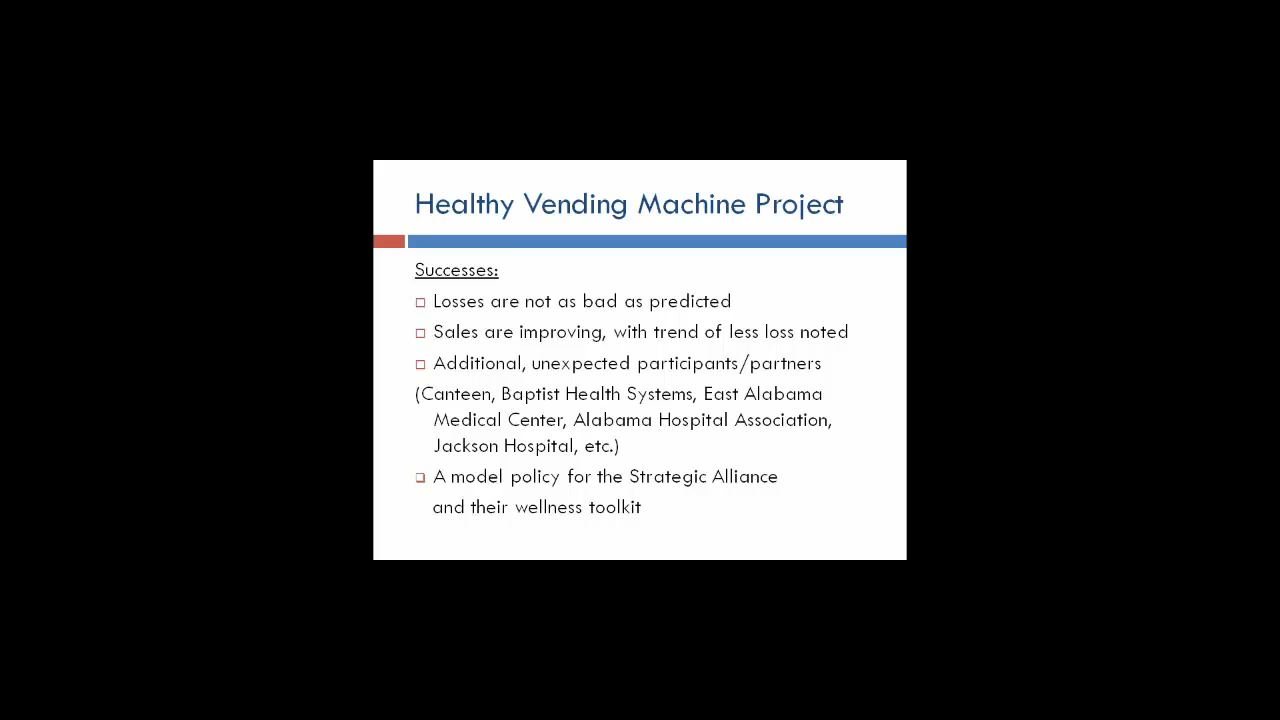 Healthy Vending Machine Project
Successes:
Losses are not as bad as predicted
Sales are improving, with trend of less loss noted
Additional, unexpected participants/partners
(Canteen, Baptist Health Systems, East Alabama
Medical Center, Alabama Hospital Association,
Jackson Hospital, etc.)
A model policy for the Strategic Alliance
and their wellness toolkit